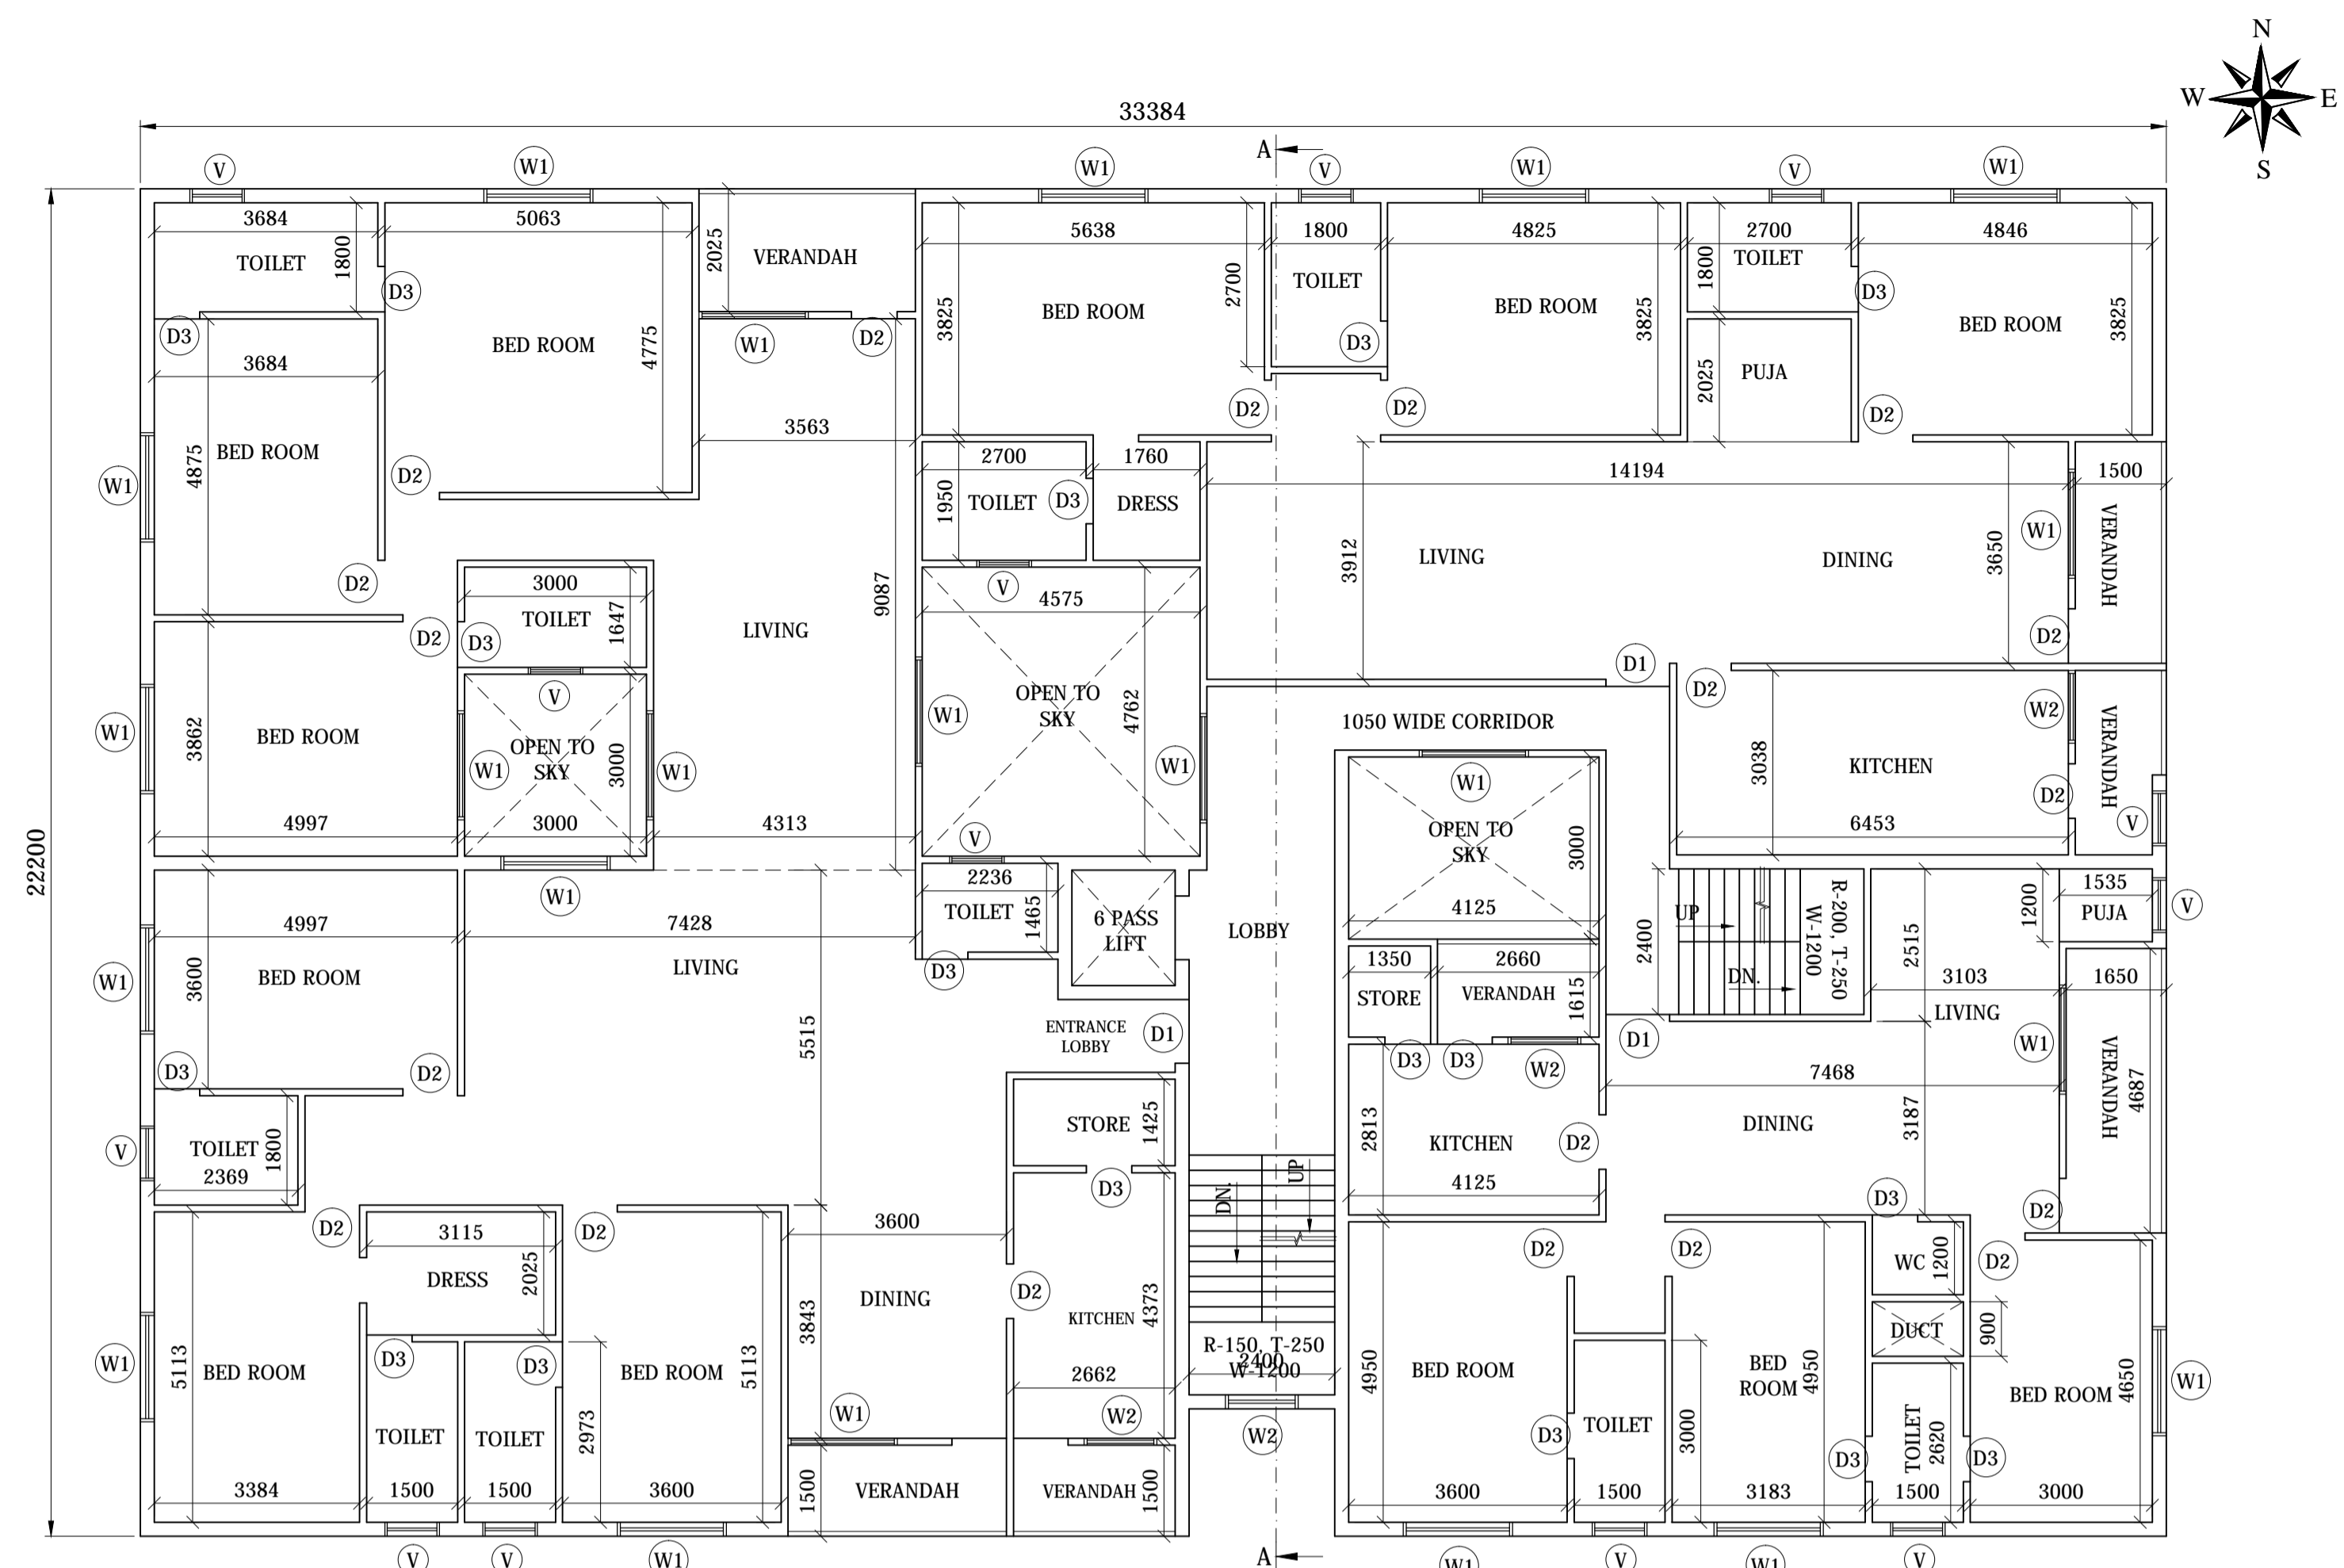 N
W E
S
33384
A
V
W1
W1
V
W1
V
W1
3684
5063
2025
VERANDAH
5638
1800
4825
2700
4846
TOILET
1800
D3
D3
3684
BED ROOM
4775
W1
D2
3825
BED ROOM
2700
TOILET
D3
BED ROOM
3825
1800
TOILET
D3
BED ROOM
3825
2025
PUJA
D2
D2
D2
3563
W1
4875
BED ROOM
D2
D2
2700
1760
1950
TOILET
D3
DRESS
14194
1500
3912
LIVING
DINING
3650
W1
VERANDAH
D2
3000
TOILET
1647
D2
D3
LIVING
9087
V
4575
OPEN TO
SKY
4762
W1
W1
D1
D2
W1
3862
BED ROOM
V
OPEN TO
SKY
3000
W1
W1
4997
3000
4313
1050 WIDE CORRIDOR
W1
OPEN TO
SKY
3000
4125
3038
KITCHEN
W2
VERANDAH
D2
V
6453
22200
W1
V
4997
7428
LIVING
2236
TOILET
1465
D3
6 PASS
LIFT
LOBBY
W1
3600
BED ROOM
D3
D2
5515
ENTRANCE
LOBBY
D1
1350
2660
STORE
VERANDAH
1615
D3
D3
W2
2400
UP
DN.
R-200, T-250
W-1200
2515
1200
1535
PUJA
V
3103
1650
LIVING
D1
W1
VERANDAH
4687
7468
DINING
3187
V
TOILET
1800
2369
STORE
1425
D3
2813
KITCHEN
D2
4125
D3
D2
DN.
UP
D2
3115
DRESS
2025
D2
3600
DINING
3843
D2
KITCHEN
4373
2662
R-150, T-250
2400
W-1200
W2
D2
D2
WC
1200
D2
DUCT
900
W1
5113
BED ROOM
D3
D3
BED ROOM
5113
2973
TOILET
TOILET
3384
1500
1500
3600
W1
W2
1500
VERANDAH
VERANDAH
1500
4950
BED ROOM
D3
TOILET
3000
BED
ROOM
4950
D3
TOILET
2620
D3
BED ROOM
4650
W1
3600
1500
3183
1500
3000
V
V
W1
A
W1
V
W1
V